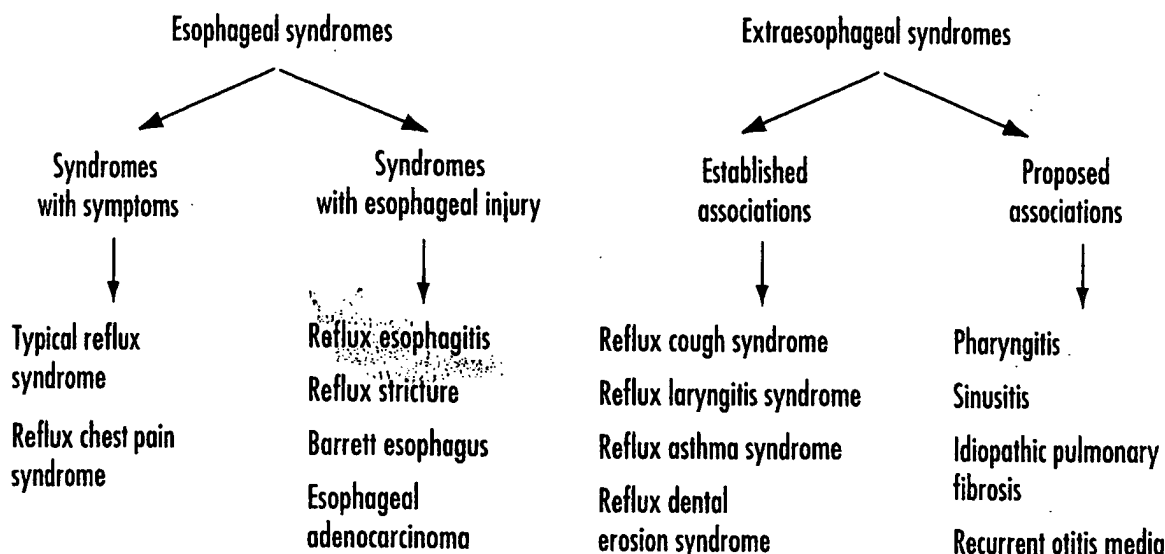 Esophageal syndromes
Extraesophageal syndromes
Syndromes
with symptoms
Syndromes
with esophageal injury
Established
associations
Proposed
associations
Typical reflux
syndrome
Reflux chest pain
syndrome
Reflux esophagitis
Reflux stricture
Barrett esophagus
Esophageal
adenocarcinoma
Reflux cough syndrome
Reflux laryngitis syndrome
Reflux asthma syndrome
Reflux dental
erosion syndrome
Pharyngitis
Sinusitis
Idiopathic pulmonary
fibrosis
Recurrent otitis media